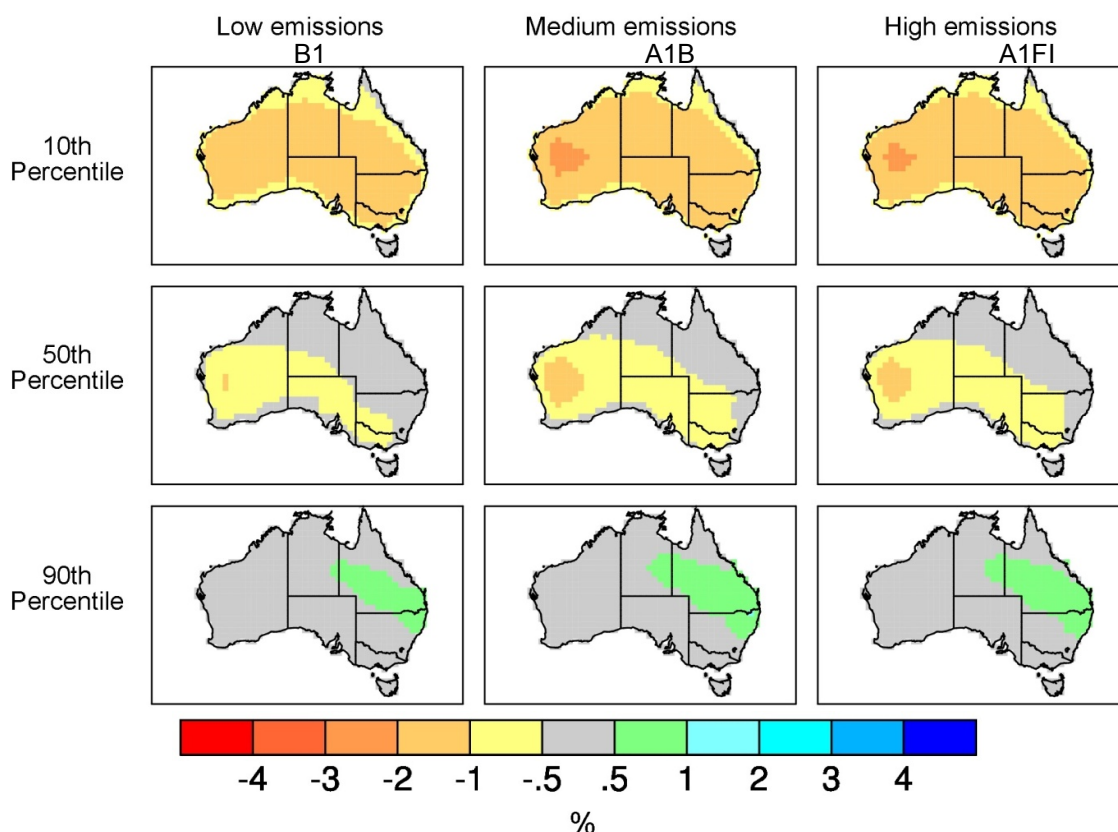 Low emissions Medium emissions High emissions
B1 A1B A1FI
10th
Percentile
50th
Percentile
90th
Percentile
-4 -3 -2 -1 -.5 .5 1 2 3 4
%